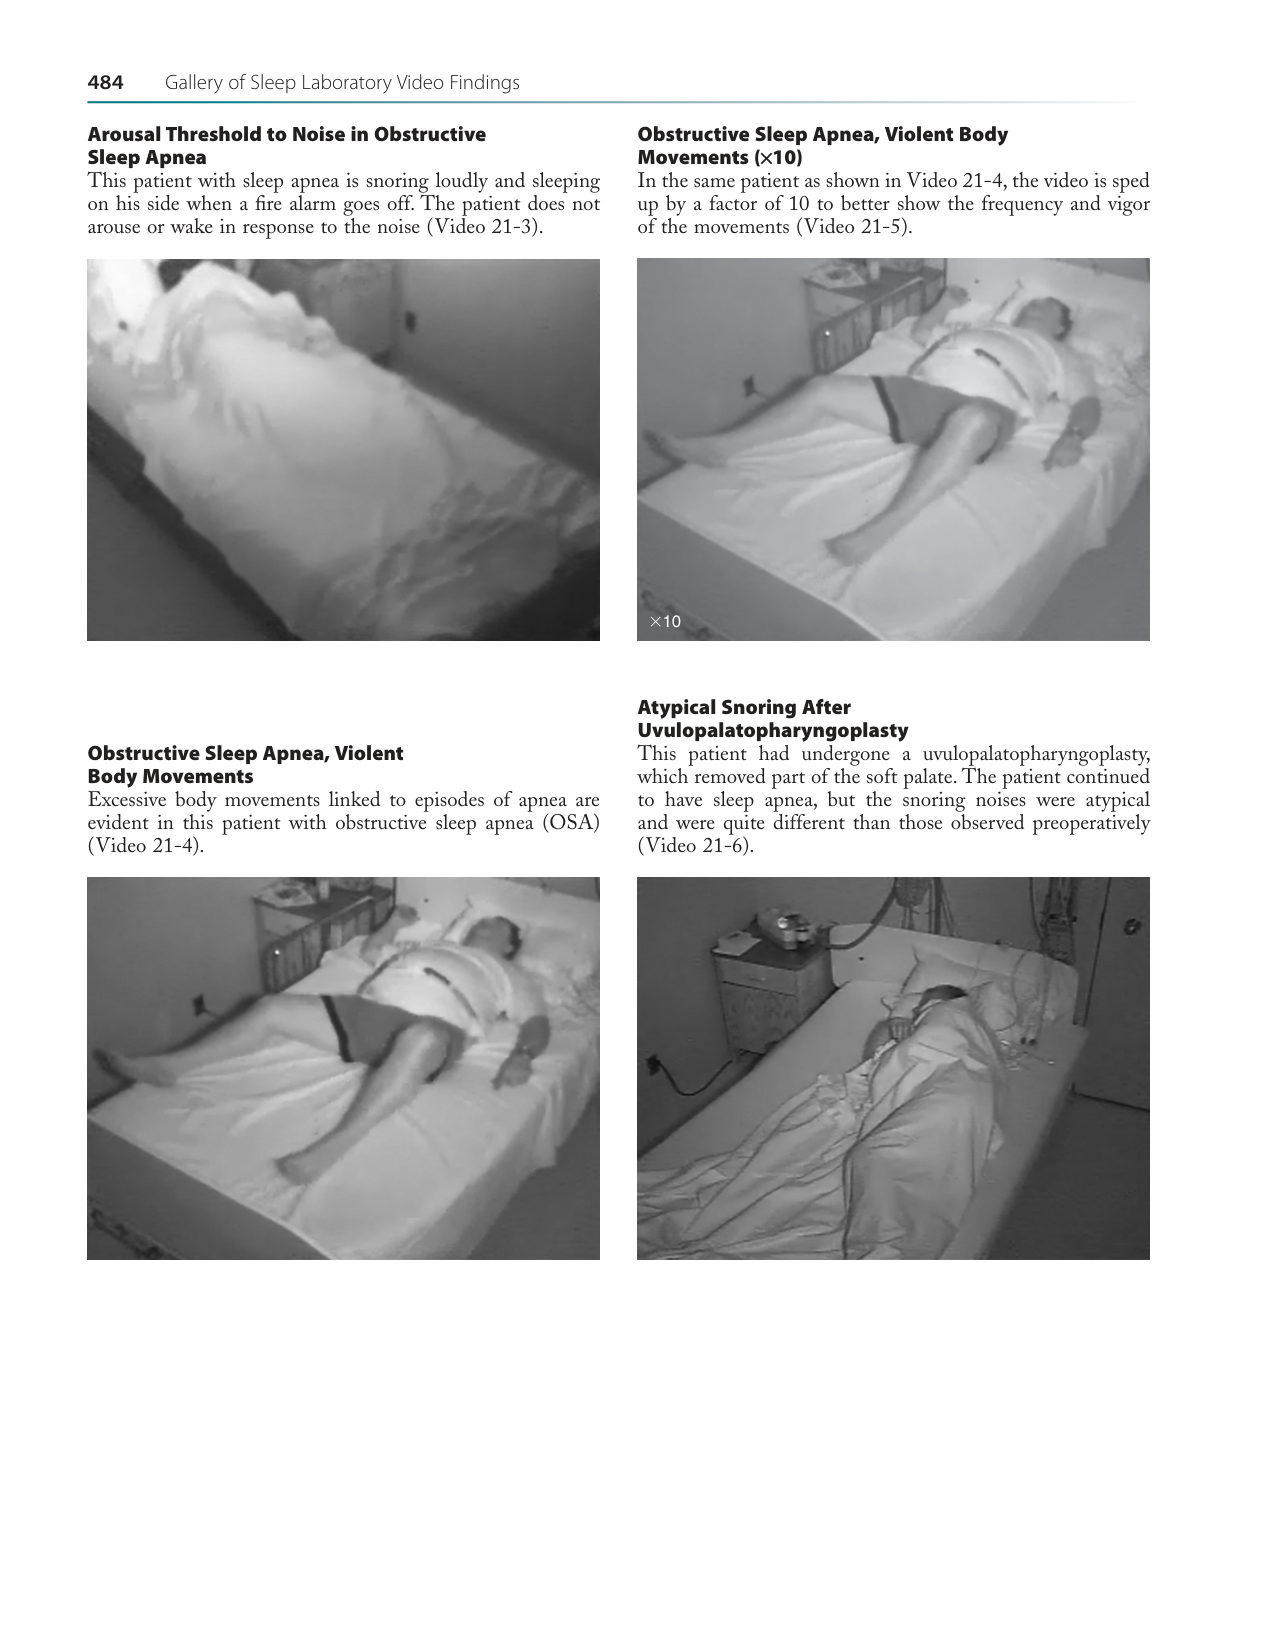 484 Gallery of Sleep Laboratory Video Findings
Arousal Threshold to Noise in Obstructive
Sleep Apnea
This patient with sleep apnea is snoring loudly and sleeping
on his side when a fire alarm goes off. The patient does not
arouse or wake in response to the noise (Video 21-3).
Obstructive Sleep Apnea, Violent
Body Movements
Excessive body movements linked to episodes of apnea are
evident in this patient with obstructive sleep apnea (OSA)
(Video 21-4).
Obstructive Sleep Apnea, Violent Body
Movements (×10)
In the same patient as shown in Video 21-4, the video is sped
up by a factor of 10 to better show the frequency and vigor
of the movements (Video 21-5).
×10
Atypical Snoring After
Uvulopalatopharyngoplasty
This patient had undergone a uvulopalatopharyngoplasty,
which removed part of the soft palate. The patient continued
to have sleep apnea, but the snoring noises were atypical
and were quite different than those observed preoperatively
(Video 21-6).